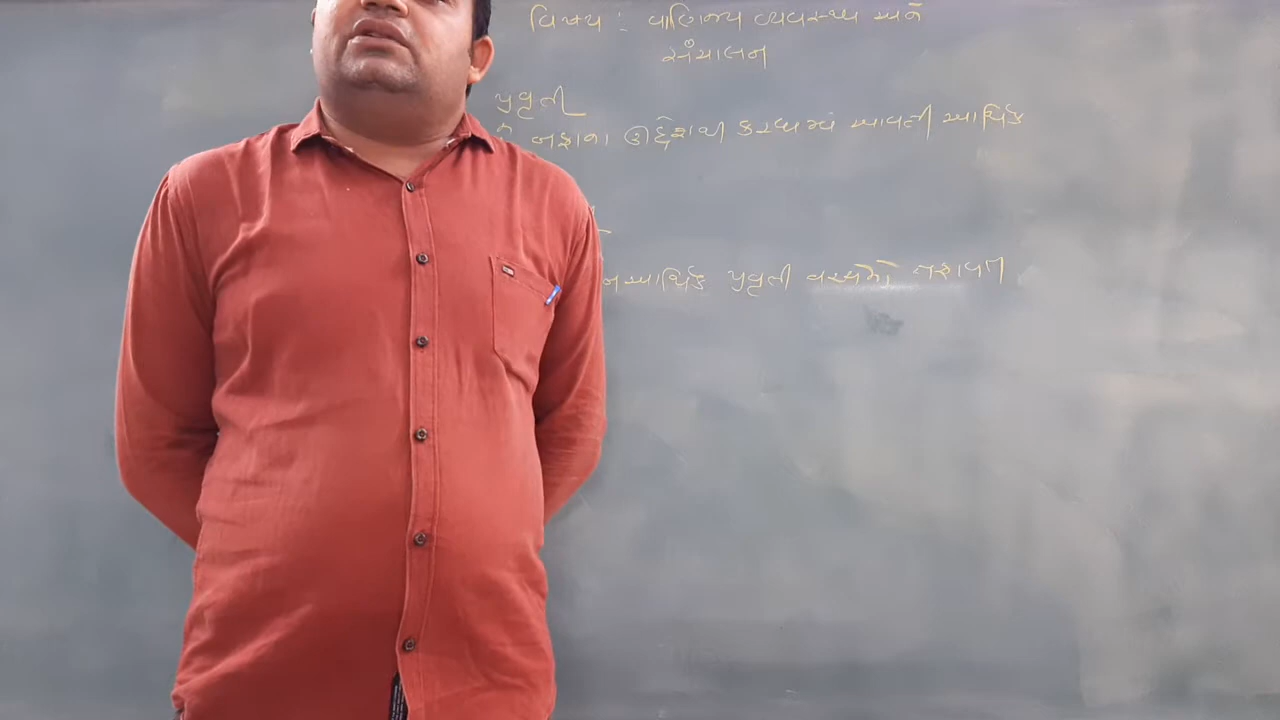 વિષય : વાણિજ્ય વ્યવસ્થા અને
સંચાલન
પ્રવૃત્તી
નફાના ઉદ્દેશથી કરવામાં આવતી આર્થિક
આર્થિક પ્રવૃત્તી વચ્ચેનો તફાવત